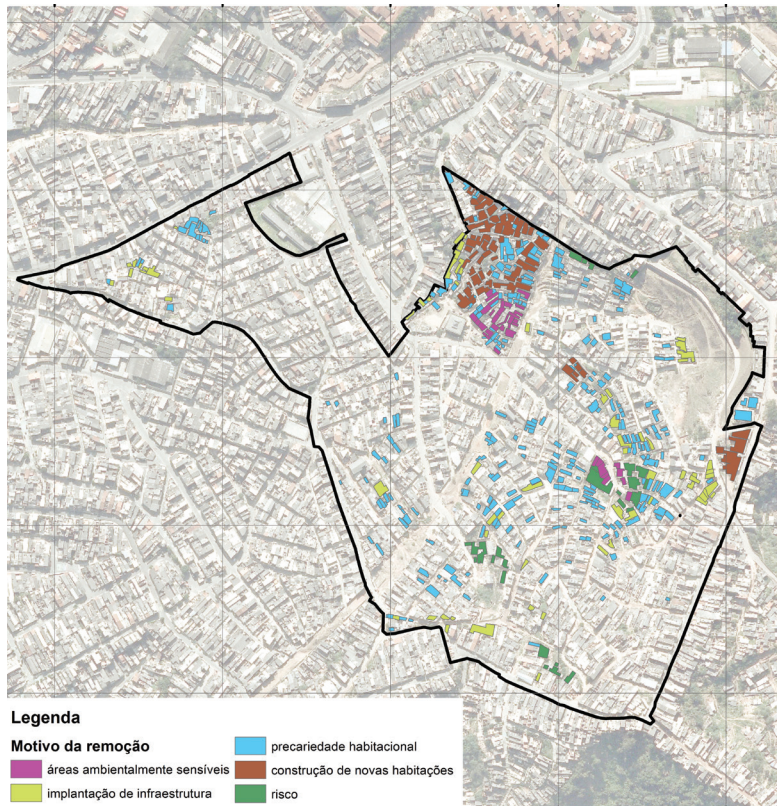 Legenda
Motivo da remoção
áreas ambientalmente sensíveis
implantação de infraestrutura
precariedade habitacional
construção de novas habitações
risco